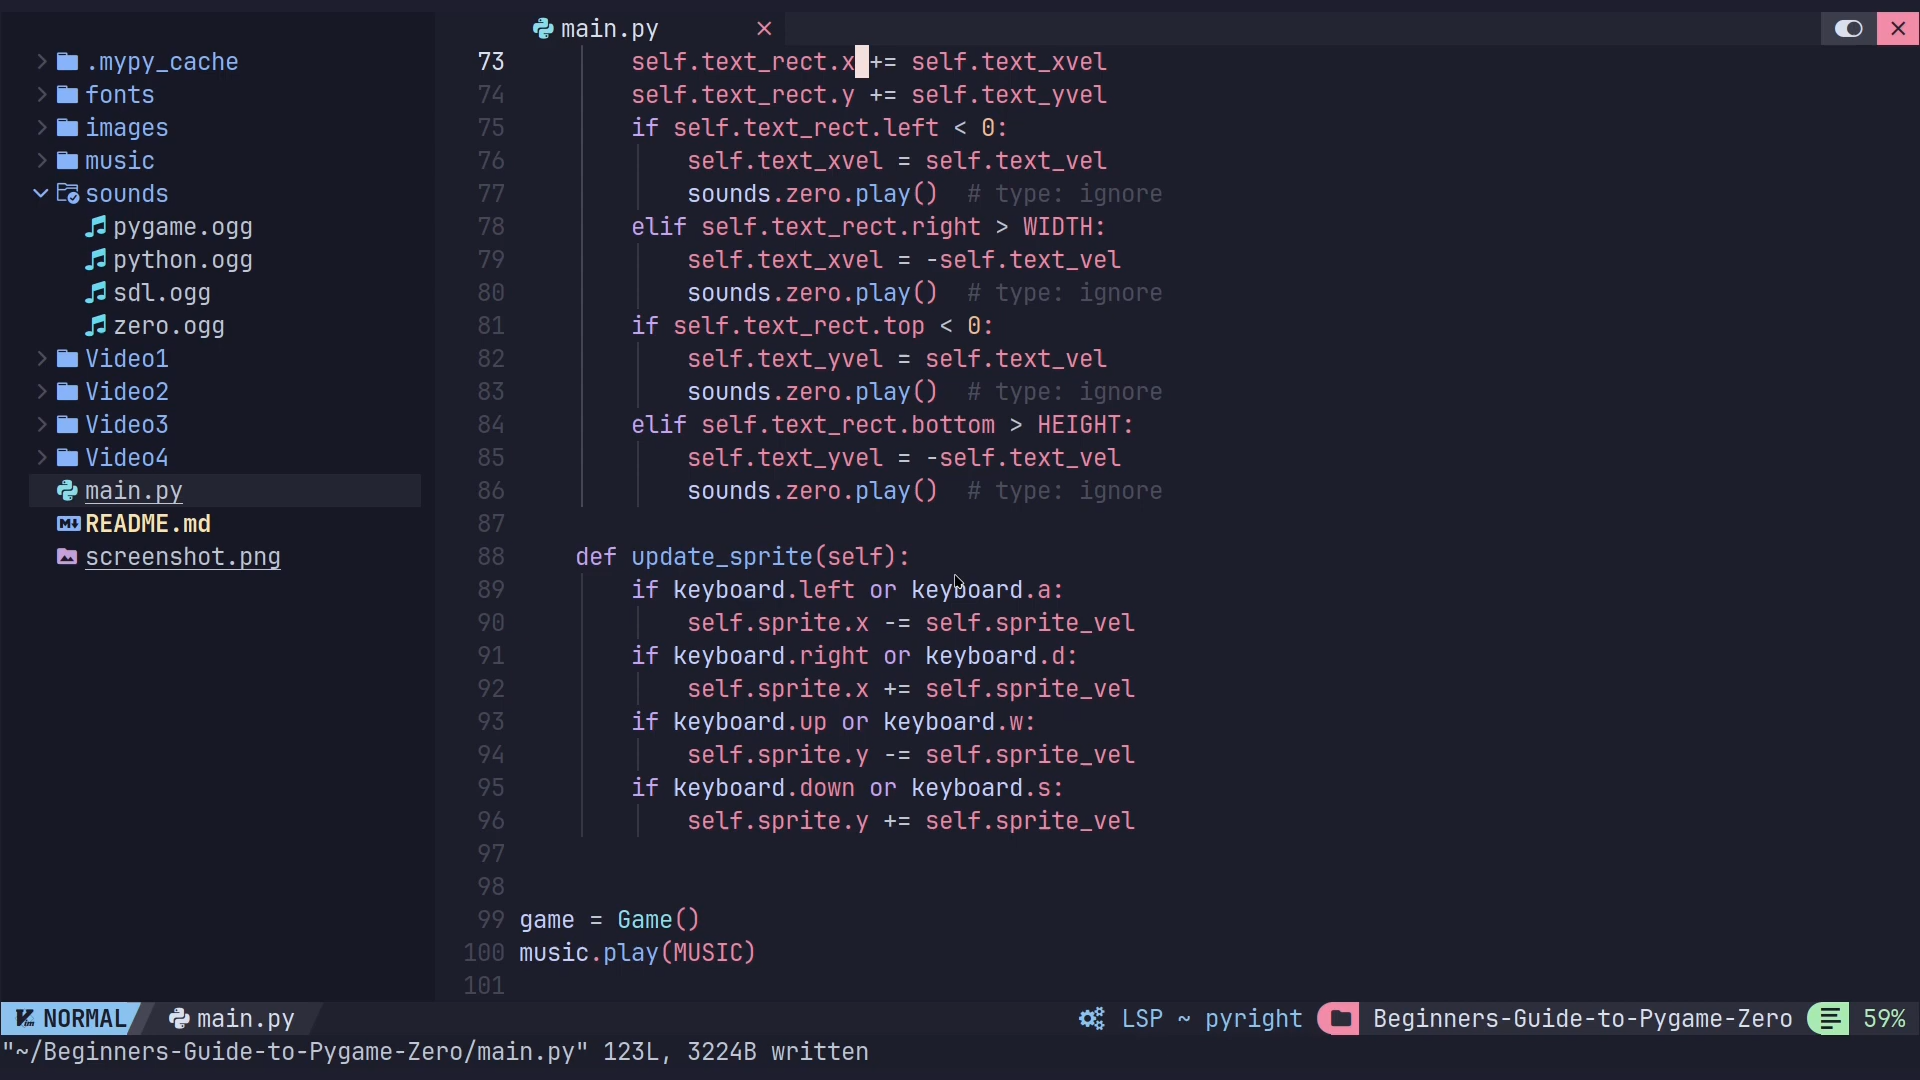 main.py
.mypy_cache
fonts
images
music
sounds
pygame.ogg
python.ogg
sdl.ogg
zero.ogg
Video1
Video2
Video3
Video4
main.py
README.md
screenshot.png
73 self.text_rect.x += self.text_xvel
74 self.text_rect.y += self.text_yvel
75 if self.text_rect.left < 0:
76 self.text_xvel = self.text_vel
77 sounds.zero.play()  # type: ignore
78 elif self.text_rect.right > WIDTH:
79 self.text_xvel = -self.text_vel
80 sounds.zero.play()  # type: ignore
81 if self.text_rect.top < 0:
82 self.text_yvel = self.text_vel
83 sounds.zero.play()  # type: ignore
84 elif self.text_rect.bottom > HEIGHT:
85 self.text_yvel = -self.text_vel
86 sounds.zero.play()  # type: ignore
87
88 def update_sprite(self):
89 if keyboard.left or keyboard.a:
90 self.sprite.x -= self.sprite_vel
91 if keyboard.right or keyboard.d:
92 self.sprite.x += self.sprite_vel
93 if keyboard.up or keyboard.w:
94 self.sprite.y -= self.sprite_vel
95 if keyboard.down or keyboard.s:
96 self.sprite.y += self.sprite_vel
97
98
99 game = Game()
100 music.play(MUSIC)
101
NORMAL main.py LSP ~ pyright Beginners-Guide-to-Pygame-Zero 59%
"~/Beginners-Guide-to-Pygame-Zero/main.py" 123L, 3224B written